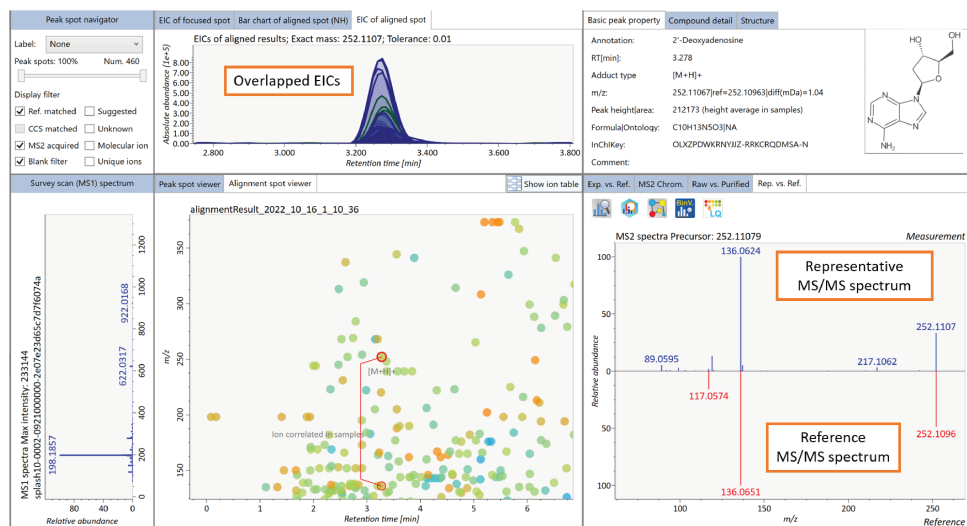 Peak spot navigator
Label: None
Peak spots: 100% Num. 460
Display filter
Ref. matched Suggested
CCS matched Unknown
MS2 acquired Molecular ion
Blank filter Unique ions
EIC of focused spot Bar chart of aligned spot (NH) EIC of aligned spot
EICs of aligned results; Exact mass: 252.1107; Tolerance: 0.01
Absolute abundance (1e+5)
8.00
7.00
6.00
5.00
4.00
3.00
2.00
1.00
0.00
Overlapped EICs
2.800 3.000 3.200 3.400 3.600 3.800
Retention time [min]
Basic peak property Compound detail Structure
Annotation: 2'-Deoxyadenosine
RT[min]: 3.278
Adduct type [M+H]+
m/z: 252.11067|ref=252.10963|diff(mDa)=1.04
Peak height|area: 212173 (height average in samples)
Formula|Ontology: C10H13N5O3|NA
InChIKey: OLXZPDWKRNYJJZ-RRKCRQDMSA-N
Comment:
HO
OH
O
N
N
N
N
NH2
Survey scan (MS1) spectrum
MS1 spectra Max intensity: 233144
splash10-0002-0921000000-2ed7e23d65c7d7f6074a
922.0168
622.0317
198.1857
1200
1000
800
600
400
200
0
m/z
80 40 0
Relative abundance
Peak spot viewer Alignment spot viewer Show ion table
alignmentResult_2022_10_16_1_10_36
m/z
350
300
250
200
150
[M+H]+
Ion correlated in samples
0 1 2 3 4 5 6
Retention time [min]
Exp. vs. Ref. MS2 Chrom. Raw vs. Purified Rep. vs. Ref.
BinV. LQ
MS2 spectra Precursor: 252.11079 Measurement
Relative abundance
100
50
0
50
100
136.0624
Representative
MS/MS spectrum
252.1107
89.0595
217.1062
117.0574
252.1096
Reference
MS/MS spectrum
136.0651
100 150 200 250
m/z
Reference